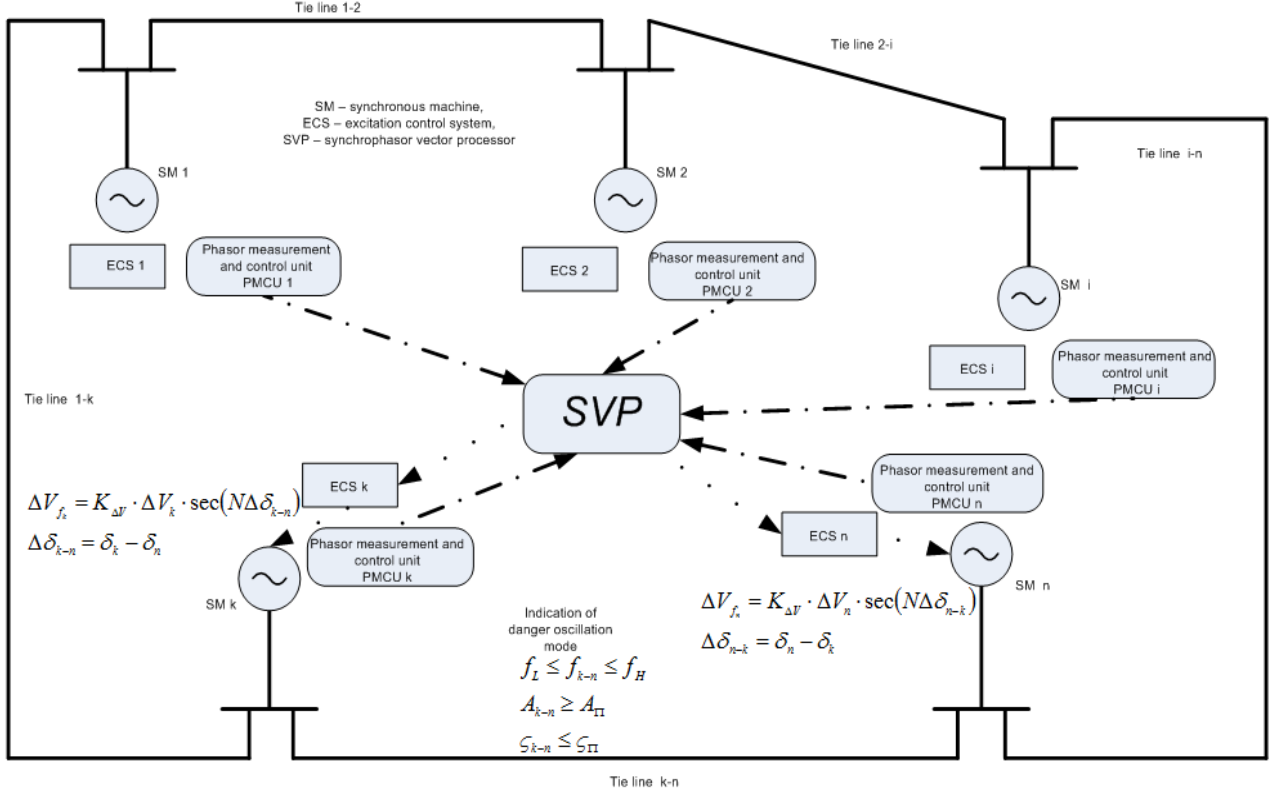 Tie line 1-2
Tie line 2-i
SM – synchronous machine,
ECS – excitation control system,
SVP – synchrophasor vector processor
Tie line i-n
SM 1
SM 2
ECS 1
Phasor measurement
and control unit
PMCU 1
ECS 2
Phasor measurement and
control unit
PMCU 2
SM i
ECS i
Phasor measurement and
control unit
PMCU i
Tie line 1-k
SVP
ECS k
Phasor measurement and
control unit
PMCU n
ΔV_{f_k} = K_{ΔV} · ΔV_k · sec(NΔδ_{k-n})
Δδ_{k-n} = δ_k − δ_n
Phasor measurement and
control unit
PMCU k
ECS n
SM k
SM n
ΔV_{f_n} = K_{ΔV} · ΔV_n · sec(NΔδ_{n-k})
Δδ_{n-k} = δ_n − δ_k
Indication of
danger oscillation
mode
f_L ≤ f_{k-n} ≤ f_H
A_{k-n} ≥ A_Π
ς_{k-n} ≤ ς_Π
Tie line k-n